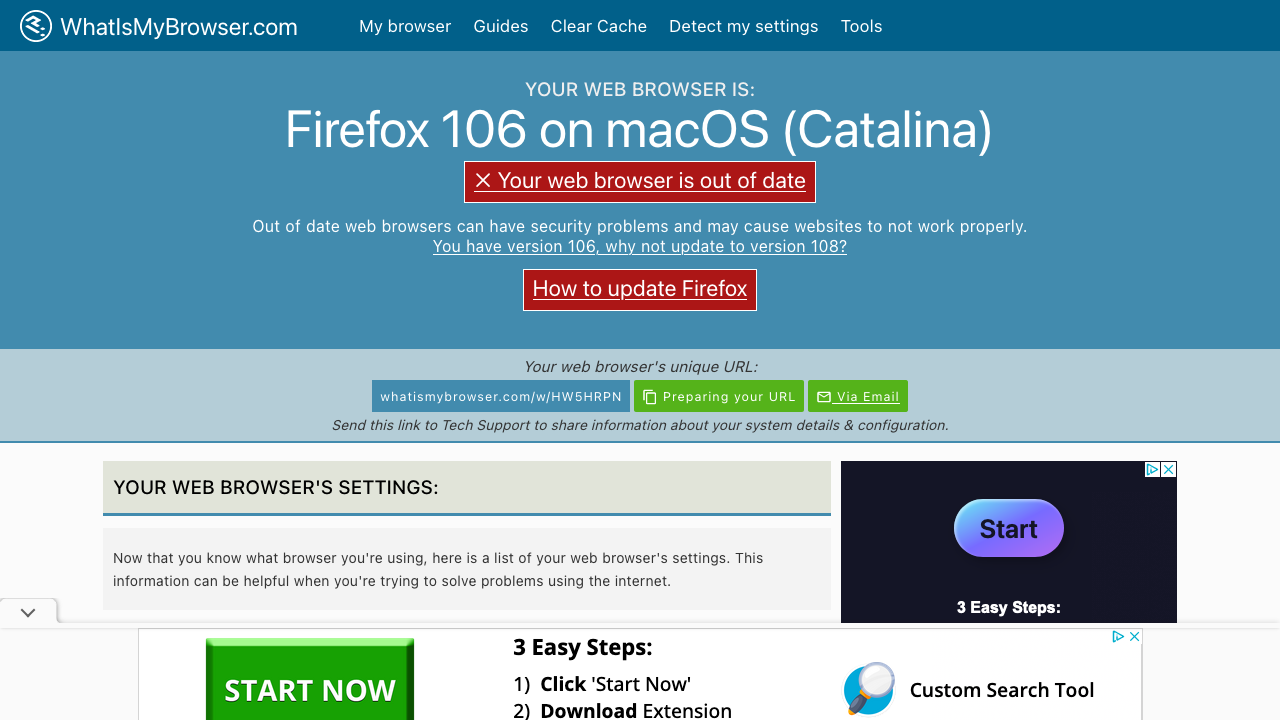 WhatIsMyBrowser.com
My browser Guides Clear Cache Detect my settings Tools
YOUR WEB BROWSER IS:
Firefox 106 on macOS (Catalina)
Your web browser is out of date
Out of date web browsers can have security problems and may cause websites to not work properly.
You have version 106, why not update to version 108?
How to update Firefox
Your web browser's unique URL:
whatismybrowser.com/w/HW5HRPN Preparing your URL Via Email
Send this link to Tech Support to share information about your system details & configuration.
YOUR WEB BROWSER'S SETTINGS:
Now that you know what browser you're using, here is a list of your web browser's settings. This
information can be helpful when you're trying to solve problems using the internet.
Start
3 Easy Steps:
START NOW
3 Easy Steps:
1) Click 'Start Now'
2) Download Extension
Custom Search Tool